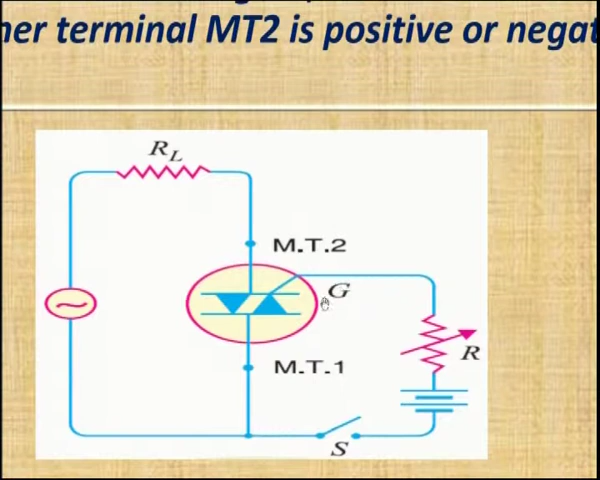 her terminal MT2 is positive or negat
R_L
M.T.2
G
R
M.T.1
S